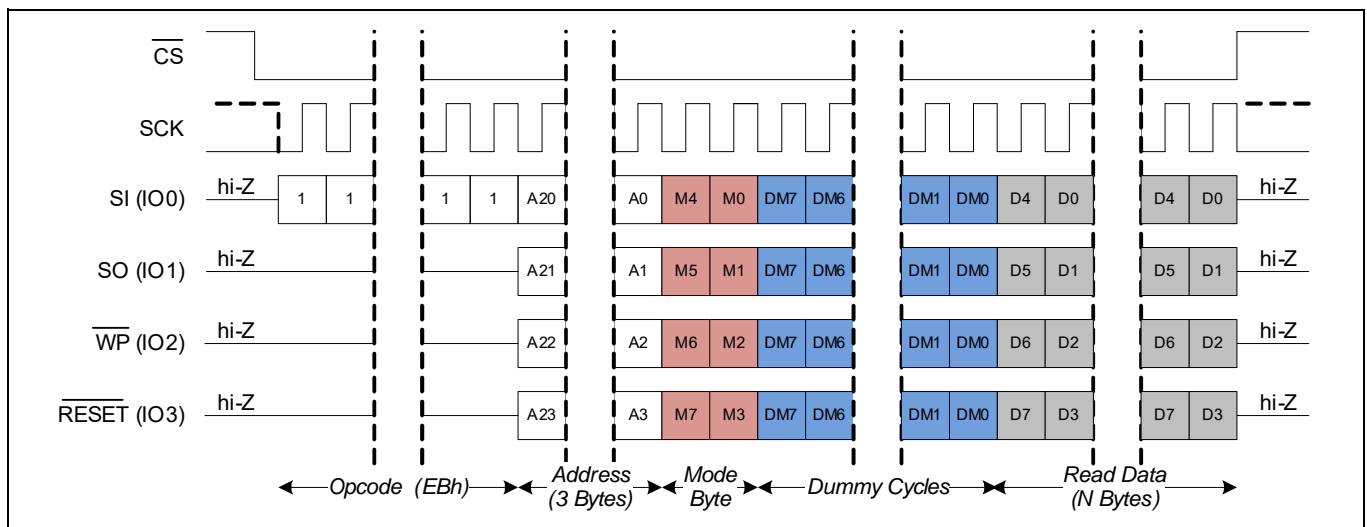 CS
SCK
SI (IO0) hi-Z 1 1 1 1 A20 A0 M4 M0 DM7 DM6 DM1 DM0 D4 D0 D4 D0 hi-Z
SO (IO1) hi-Z A21 A1 M5 M1 DM7 DM6 DM1 DM0 D5 D1 D5 D1 hi-Z
WP (IO2) hi-Z A22 A2 M6 M2 DM7 DM6 DM1 DM0 D6 D2 D6 D2 hi-Z
RESET (IO3) hi-Z A23 A3 M7 M3 DM7 DM6 DM1 DM0 D7 D3 D7 D3 hi-Z
Opcode (EBh) Address (3 Bytes) Mode Byte Dummy Cycles Read Data (N Bytes)